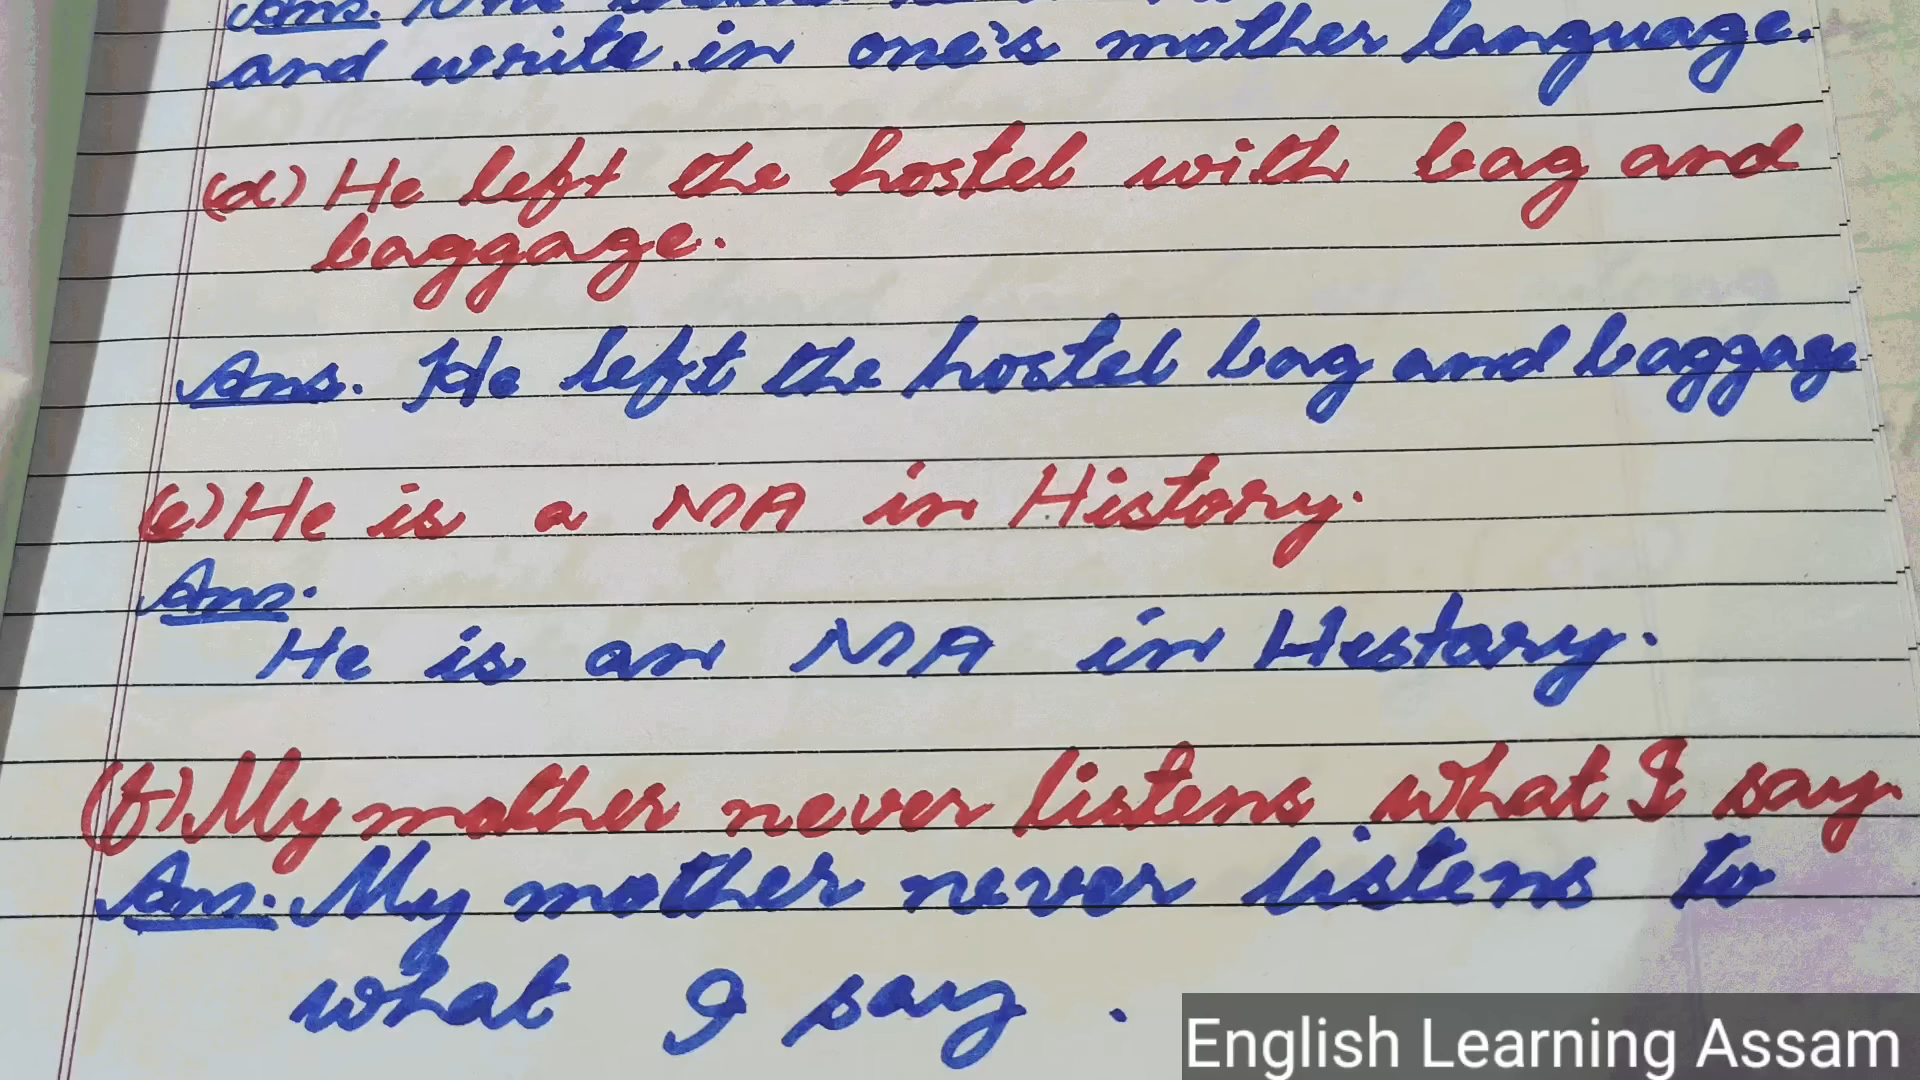 Ans.
and write in one's mother language.
(d) He left the hostel with bag and
baggage.
Ans. He left the hostel bag and baggage
(e) He is a MA in History.
Ans.
He is an MA in Hestary.
(f) My mother never listens what I say.
Ans. My mother never listens to
what I say.
English Learning Assam